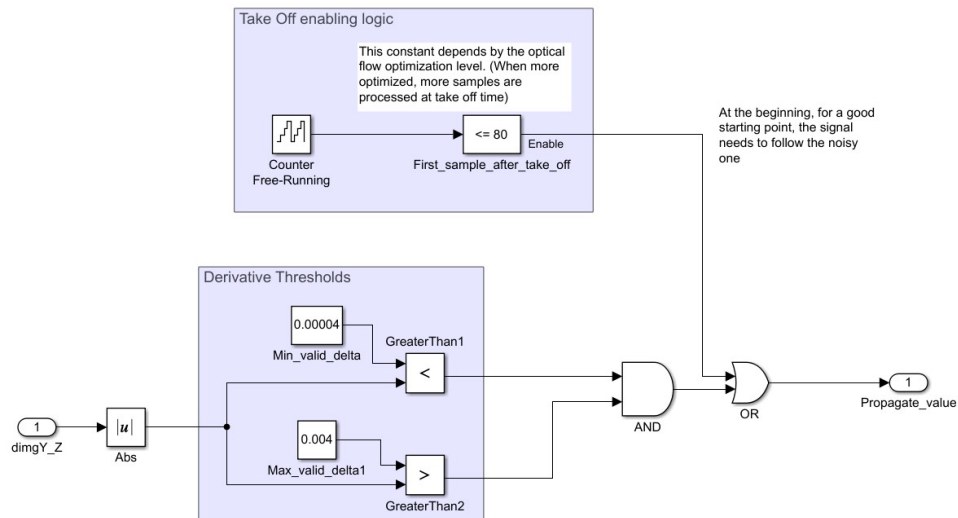 Take Off enabling logic
This constant depends by the optical
flow optimization level. (When more
optimized, more samples are
processed at take off time)
At the beginning, for a good
starting point, the signal
needs to follow the noisy
one
<= 80
Enable
Counter
Free-Running
First_sample_after_take_off
Derivative Thresholds
0.00004
Min_valid_delta
GreaterThan1
<
1
dimgY_Z
|u|
Abs
0.004
Max_valid_delta1
>
GreaterThan2
AND
OR
1
Propagate_value